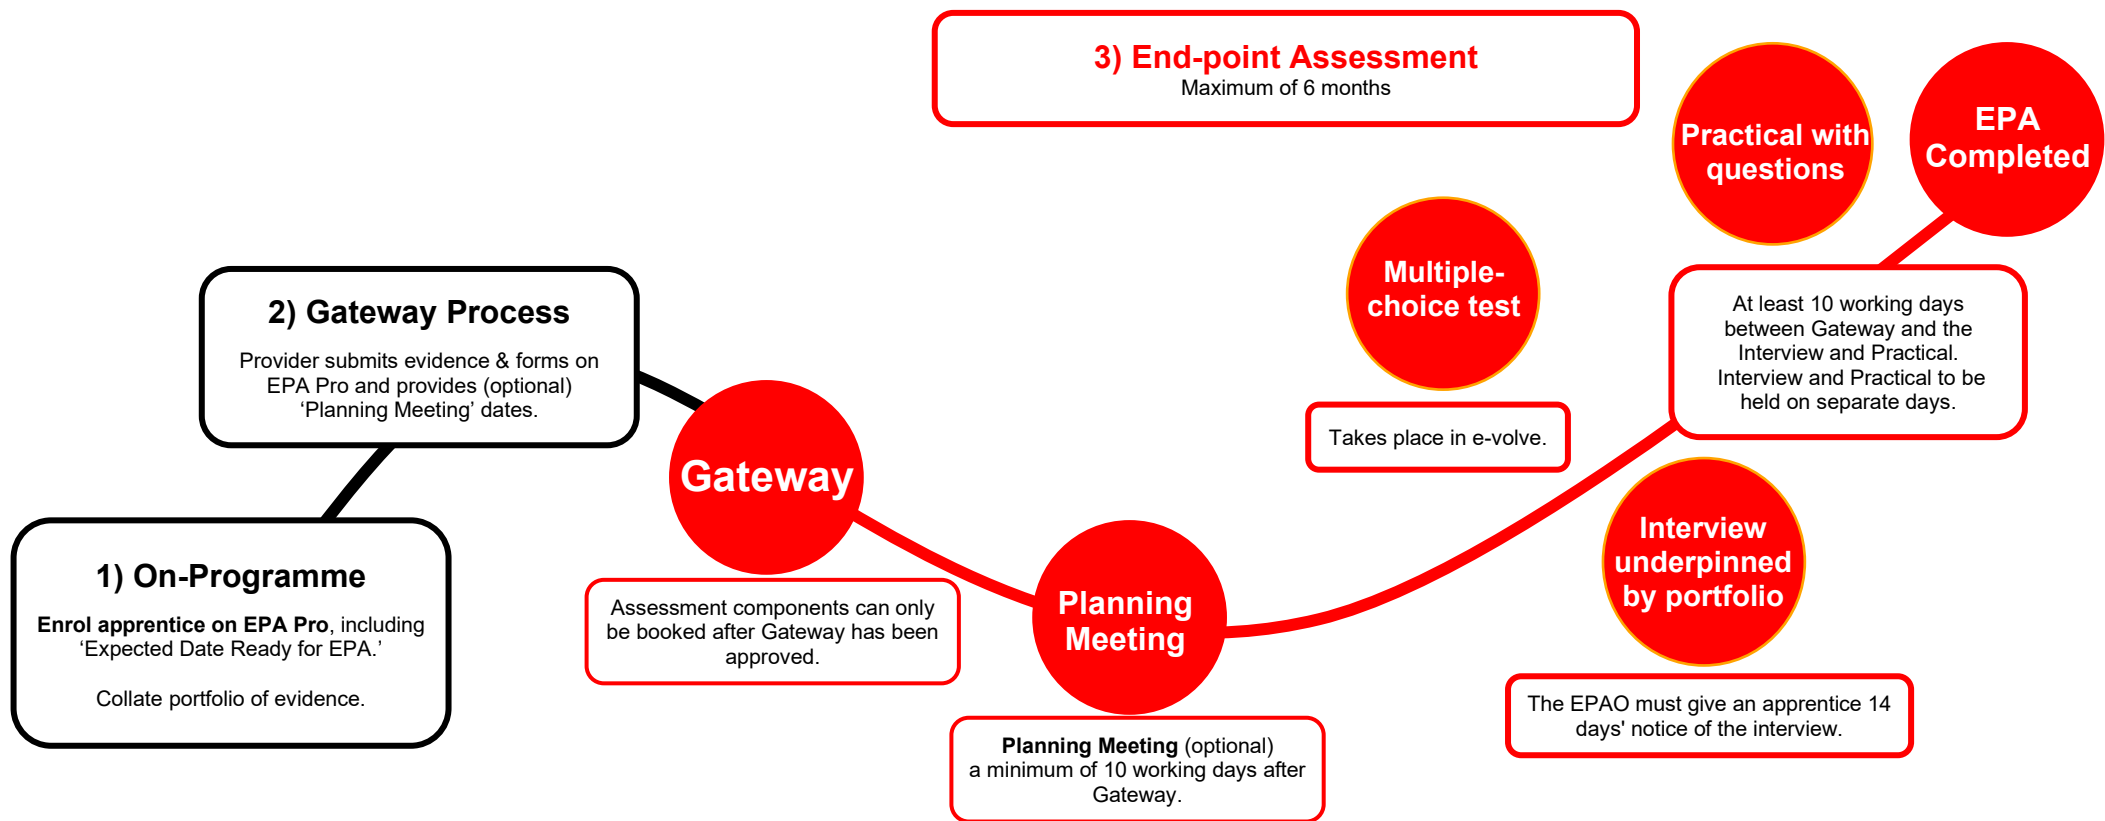 3) End-point Assessment
Maximum of 6 months
Practical with
questions
EPA
Completed
Multiple-
choice test
2) Gateway Process
Provider submits evidence & forms on
EPA Pro and provides (optional)
‘Planning Meeting’ dates.
At least 10 working days
between Gateway and the
Interview and Practical.
Interview and Practical to be
held on separate days.
Takes place in e-volve.
Gateway
1) On-Programme
Enrol apprentice on EPA Pro, including
‘Expected Date Ready for EPA.’
Collate portfolio of evidence.
Assessment components can only
be booked after Gateway has been
approved.
Planning
Meeting
Interview
underpinned
by portfolio
The EPAO must give an apprentice 14
days' notice of the interview.
Planning Meeting (optional)
a minimum of 10 working days after
Gateway.